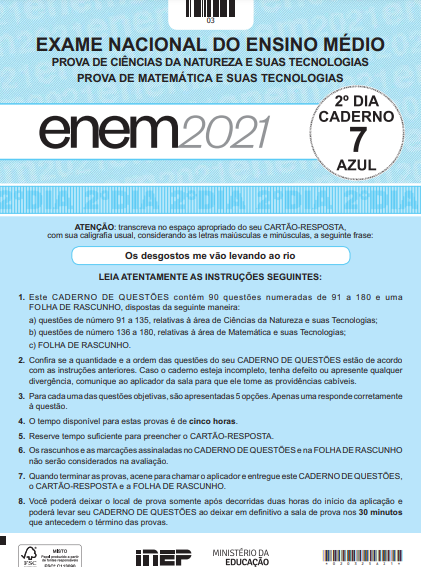 03
EXAME NACIONAL DO ENSINO MÉDIO
PROVA DE CIÊNCIAS DA NATUREZA E SUAS TECNOLOGIAS
PROVA DE MATEMÁTICA E SUAS TECNOLOGIAS
enem2021
2º DIA
CADERNO
7
AZUL
2º DIA 2º DIA 2º DIA 2º DIA 2º DIA
ATENÇÃO: transcreva no espaço apropriado do seu CARTÃO-RESPOSTA,
com sua caligrafia usual, considerando as letras maiúsculas e minúsculas, a seguinte frase:
Os desgostos me vão levando ao rio
LEIA ATENTAMENTE AS INSTRUÇÕES SEGUINTES:
1. Este CADERNO DE QUESTÕES contém 90 questões numeradas de 91 a 180 e uma
FOLHA DE RASCUNHO, dispostas da seguinte maneira:
a) questões de número 91 a 135, relativas à área de Ciências da Natureza e suas Tecnologias;
b) questões de número 136 a 180, relativas à área de Matemática e suas Tecnologias;
c) FOLHA DE RASCUNHO.
2. Confira se a quantidade e a ordem das questões do seu CADERNO DE QUESTÕES estão de acordo
com as instruções anteriores. Caso o caderno esteja incompleto, tenha defeito ou apresente qualquer
divergência, comunique ao aplicador da sala para que ele tome as providências cabíveis.
3. Para cada uma das questões objetivas, são apresentadas 5 opções. Apenas uma responde corretamente
à questão.
4. O tempo disponível para estas provas é de cinco horas.
5. Reserve tempo suficiente para preencher o CARTÃO-RESPOSTA.
6. Os rascunhos e as marcações assinaladas no CADERNO DE QUESTÕES e na FOLHA DE RASCUNHO
não serão considerados na avaliação.
7. Quando terminar as provas, acene para chamar o aplicador e entregue este CADERNO DE QUESTÕES,
o CARTÃO-RESPOSTA e a FOLHA DE RASCUNHO.
8. Você poderá deixar o local de prova somente após decorridas duas horas do início da aplicação e
poderá levar seu CADERNO DE QUESTÕES ao deixar em definitivo a sala de prova nos 30 minutos
que antecedem o término das provas.
FSC
MISTO
inep
MINISTÉRIO DA
EDUCAÇÃO